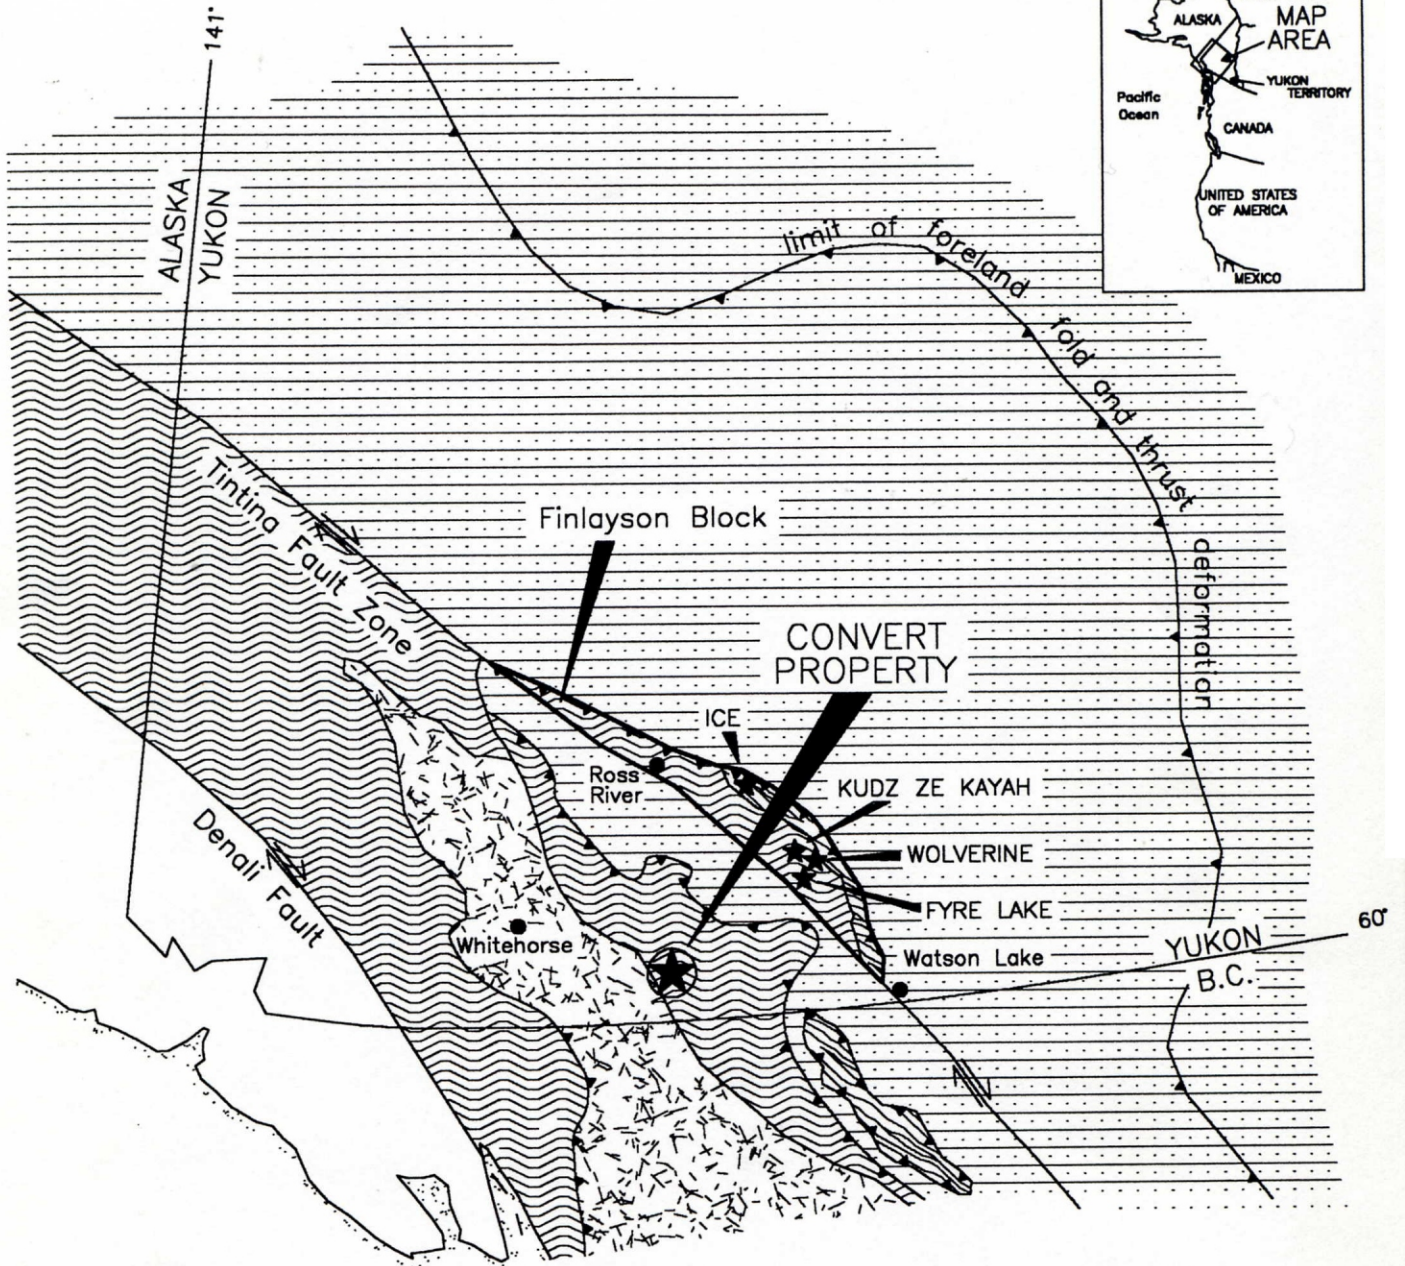 141°
ALASKA
MAP
AREA
YUKON
TERRITORY
Pacific
Ocean
CANADA
UNITED STATES
OF AMERICA
MEXICO
ALASKA
YUKON
limit of foreland fold and thrust deformation
Tintina Fault Zone
Finlayson Block
CONVERT
PROPERTY
ICE
Ross
River
KUDZ ZE KAYAH
WOLVERINE
FYRE LAKE
Denali Fault
Whitehorse
Watson Lake
60°
YUKON
B.C.